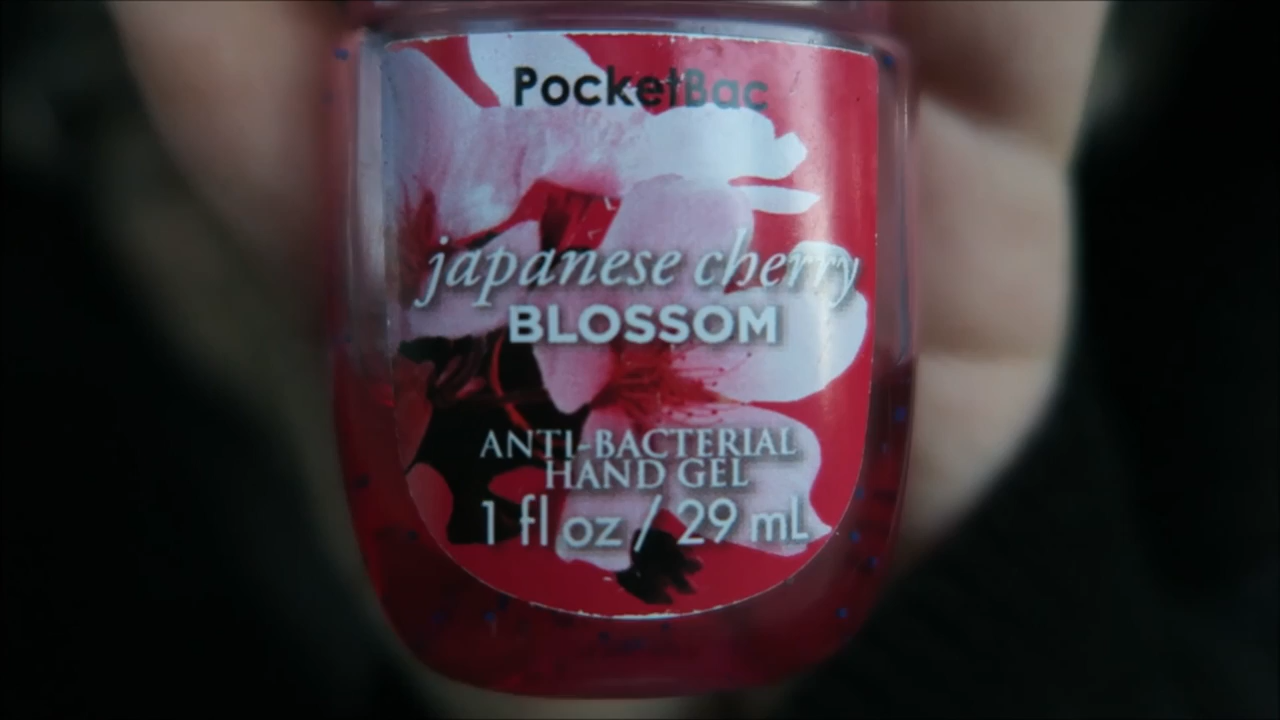 PocketBac
japanese cherry
BLOSSOM
ANTI-BACTERIAL
HAND GEL
1 fl oz / 29 mL